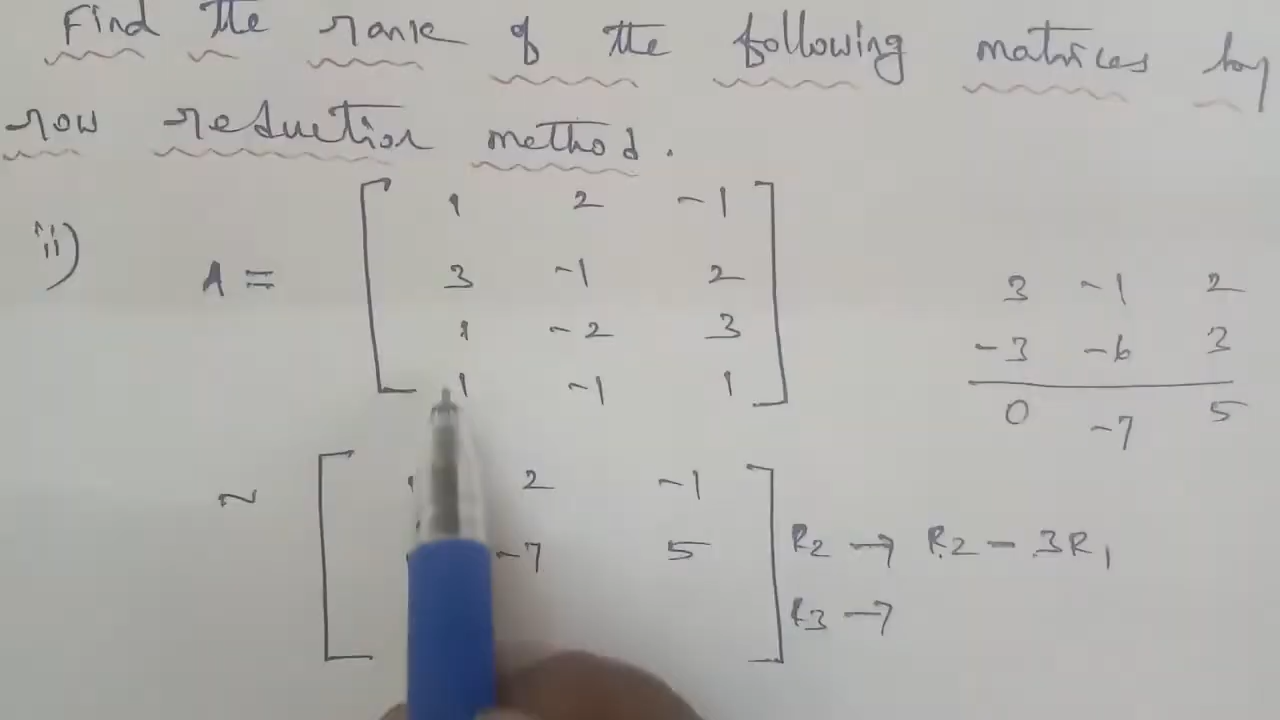 Find the rank of the following matrices by
row reduction method.
ii) A = [ 1 2 -1
3 -1 2
1 -2 3
1 -1 1 ]
3 -1 2
-3 -6 3
0 -7 5
~ [ 2 -1
-7 5 ] R2 → R2 - 3R1
R3 →